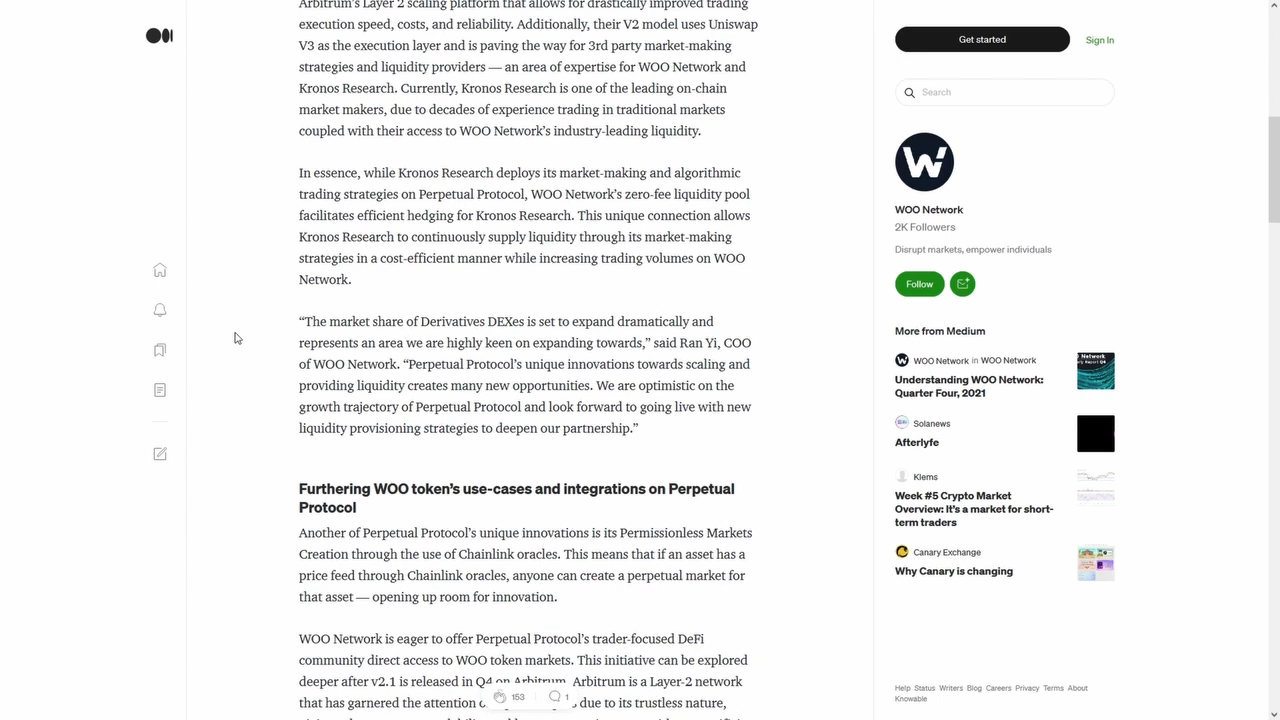 Arbitrum's Layer 2 scaling platform that allows for drastically improved trading
execution speed, costs, and reliability. Additionally, their V2 model uses Uniswap
V3 as the execution layer and is paving the way for 3rd party market-making
strategies and liquidity providers — an area of expertise for WOO Network and
Kronos Research. Currently, Kronos Research is one of the leading on-chain
market makers, due to decades of experience trading in traditional markets
coupled with their access to WOO Network's industry-leading liquidity.
In essence, while Kronos Research deploys its market-making and algorithmic
trading strategies on Perpetual Protocol, WOO Network's zero-fee liquidity pool
facilitates efficient hedging for Kronos Research. This unique connection allows
Kronos Research to continuously supply liquidity through its market-making
strategies in a cost-efficient manner while increasing trading volumes on WOO
Network.
“The market share of Derivatives DEXes is set to expand dramatically and
represents an area we are highly keen on expanding towards,” said Ran Yi, COO
of WOO Network. “Perpetual Protocol's unique innovations towards scaling and
providing liquidity creates many new opportunities. We are optimistic on the
growth trajectory of Perpetual Protocol and look forward to going live with new
liquidity provisioning strategies to deepen our partnership.”
Furthering WOO token's use-cases and integrations on Perpetual
Protocol
Another of Perpetual Protocol's unique innovations is its Permissionless Markets
Creation through the use of Chainlink oracles. This means that if an asset has a
price feed through Chainlink oracles, anyone can create a perpetual market for
that asset — opening up room for innovation.
WOO Network is eager to offer Perpetual Protocol's trader-focused DeFi
community direct access to WOO token markets. This initiative can be explored
deeper after v2.1 is released in Q4 on Arbitrum. Arbitrum is a Layer-2 network
that has garnered the attention of due to its trustless nature,
153 1
Get started Sign In
Search
WOO Network
2K Followers
Disrupt markets, empower individuals
Follow
More from Medium
WOO Network in WOO Network
Understanding WOO Network:
Quarter Four, 2021
Solanews
Afterlyfe
Klems
Week #5 Crypto Market
Overview: It's a market for short-
term traders
Canary Exchange
Why Canary is changing
Help Status Writers Blog Careers Privacy Terms About
Knowable